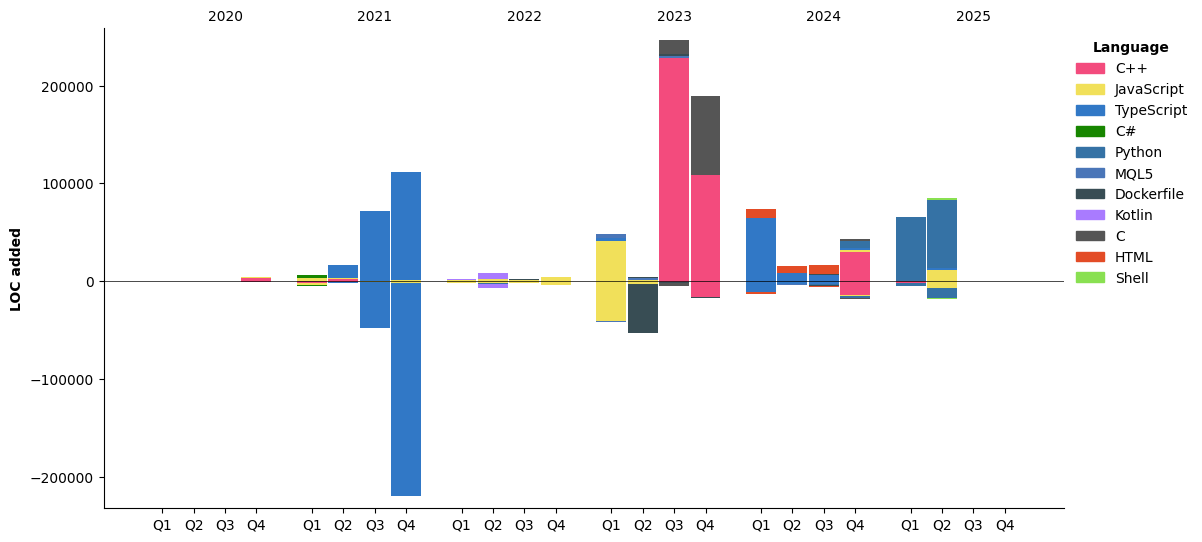 2020 2021 2022 2023 2024 2025
LOC added
200000
100000
0
−100000
−200000
Q1 Q2 Q3 Q4 Q1 Q2 Q3 Q4 Q1 Q2 Q3 Q4 Q1 Q2 Q3 Q4 Q1 Q2 Q3 Q4 Q1 Q2 Q3 Q4
Language
C++
JavaScript
TypeScript
C#
Python
MQL5
Dockerfile
Kotlin
C
HTML
Shell